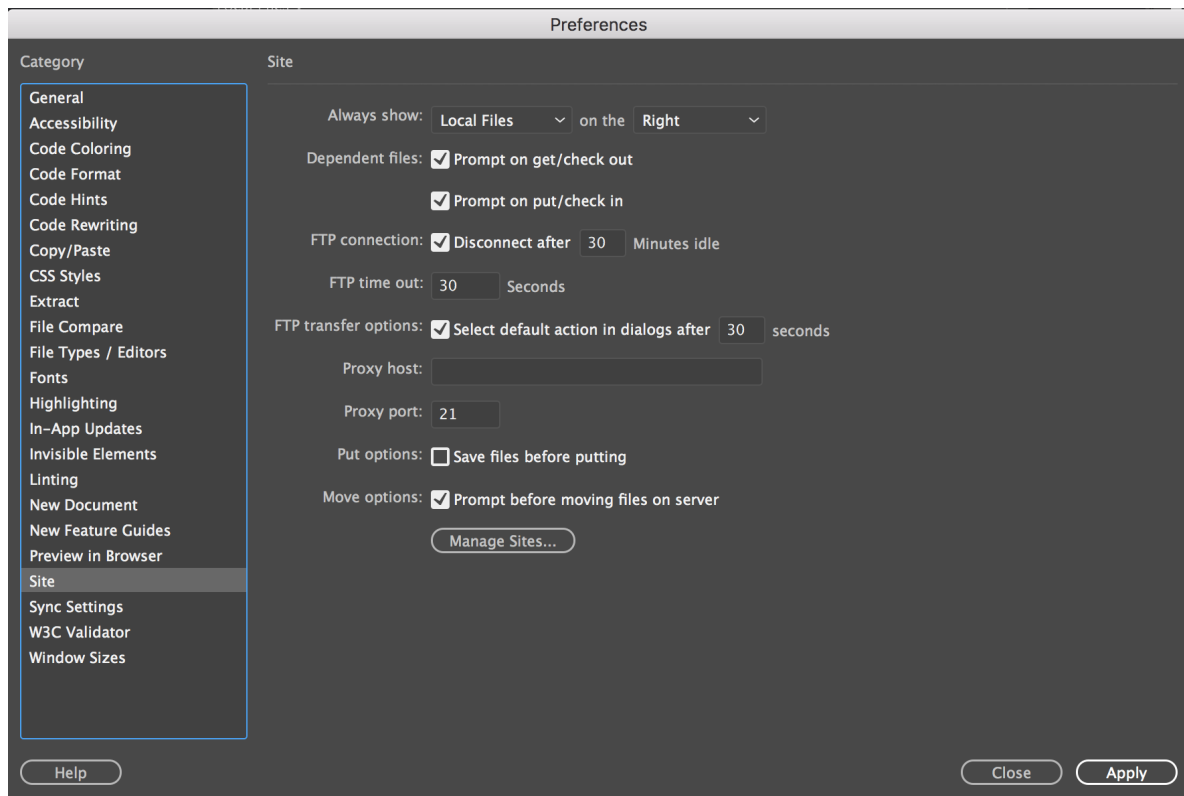 Preferences
Category
General
Accessibility
Code Coloring
Code Format
Code Hints
Code Rewriting
Copy/Paste
CSS Styles
Extract
File Compare
File Types / Editors
Fonts
Highlighting
In-App Updates
Invisible Elements
Linting
New Document
New Feature Guides
Preview in Browser
Site
Sync Settings
W3C Validator
Window Sizes
Site
Always show: Local Files on the Right
Dependent files: Prompt on get/check out
Prompt on put/check in
FTP connection: Disconnect after 30 Minutes idle
FTP time out: 30 Seconds
FTP transfer options: Select default action in dialogs after 30 seconds
Proxy host:
Proxy port: 21
Put options: Save files before putting
Move options: Prompt before moving files on server
Manage Sites...
Help Close Apply